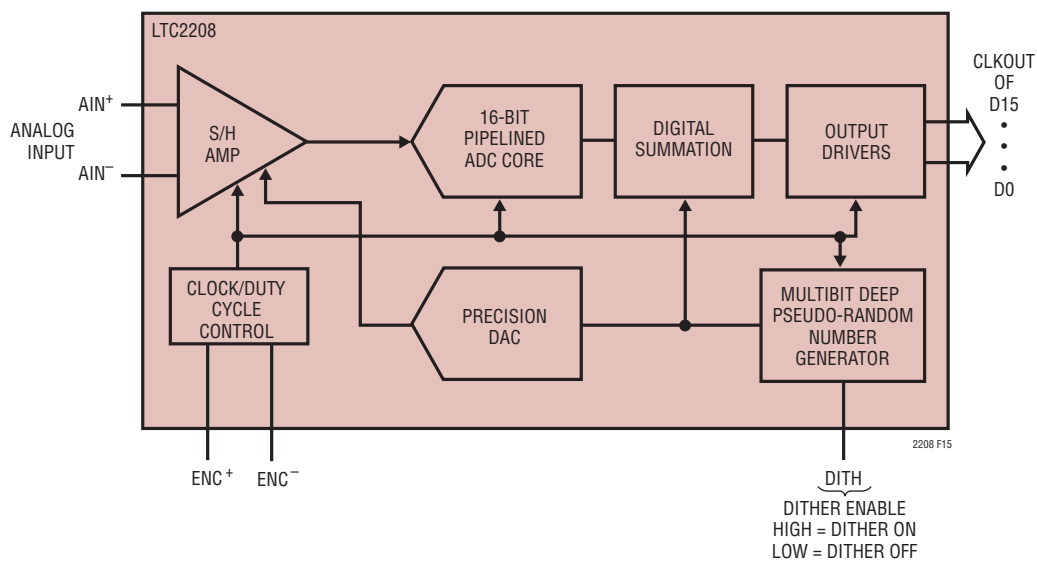 LTC2208
AIN+
ANALOG
INPUT
AIN−
S/H
AMP
16-BIT
PIPELINED
ADC CORE
DIGITAL
SUMMATION
OUTPUT
DRIVERS
CLKOUT
OF
D15
•
•
•
D0
CLOCK/DUTY
CYCLE
CONTROL
PRECISION
DAC
MULTIBIT DEEP
PSEUDO-RANDOM
NUMBER
GENERATOR
2208 F15
ENC+
ENC−
DITH
DITHER ENABLE
HIGH = DITHER ON
LOW = DITHER OFF